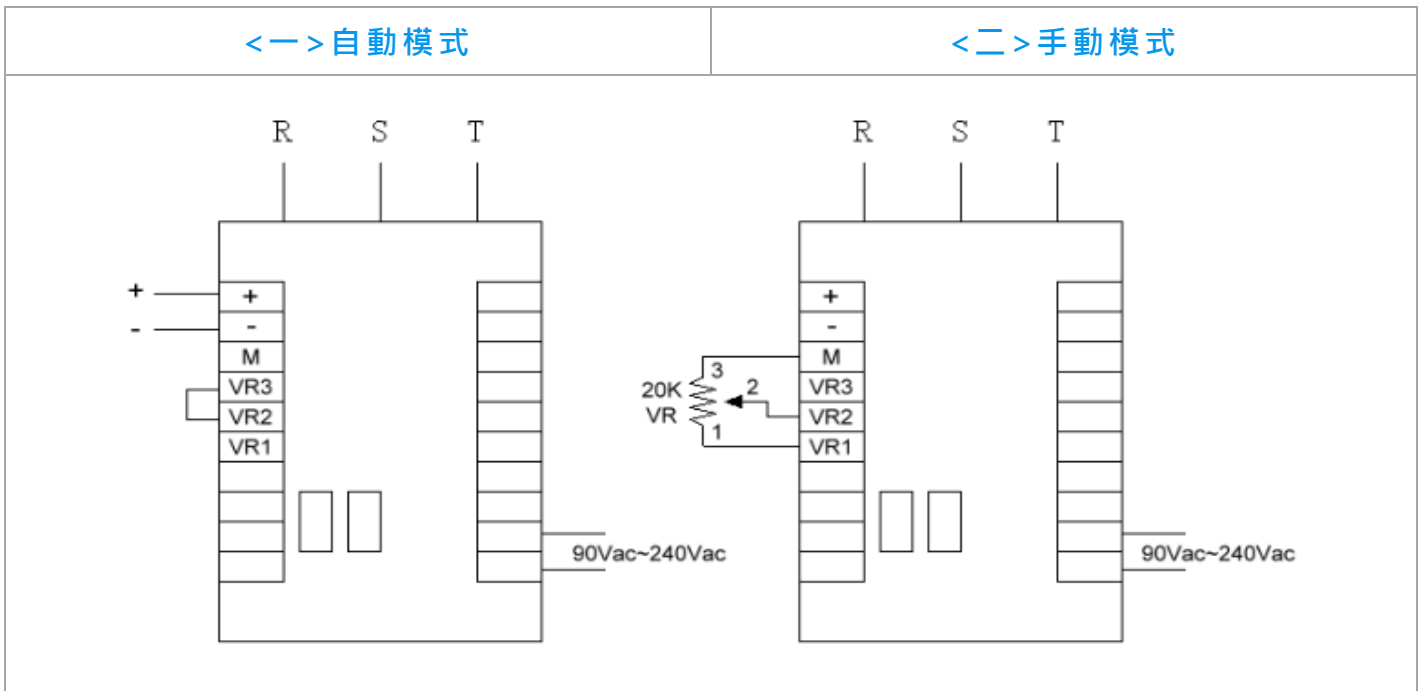 <一>自動模式
<二>手動模式
R S T
+
-
+
-
M
VR3
VR2
VR1
90Vac~240Vac
R S T
20K
VR
3
2
1
+
-
M
VR3
VR2
VR1
90Vac~240Vac